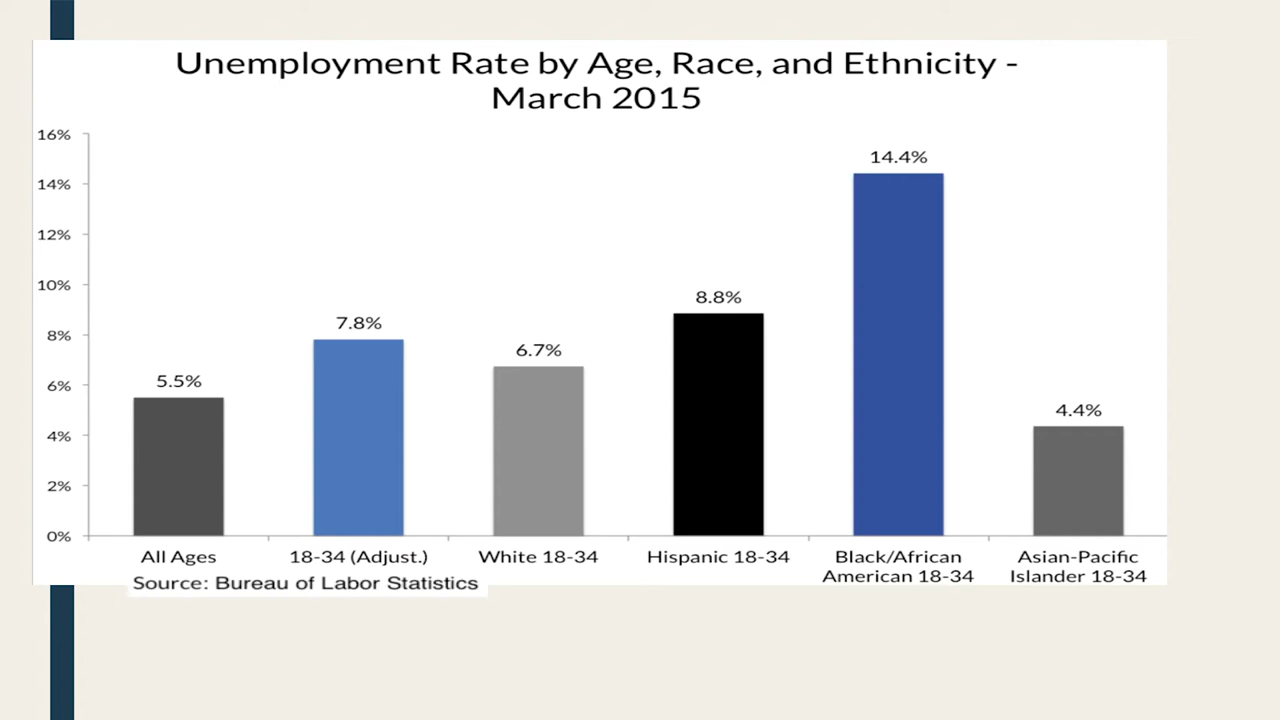 Unemployment Rate by Age, Race, and Ethnicity -
March 2015
16%
14%
12%
10%
8%
6%
4%
2%
0%
5.5%
7.8%
6.7%
8.8%
14.4%
4.4%
All Ages
18-34 (Adjust.)
White 18-34
Hispanic 18-34
Black/African
American 18-34
Asian-Pacific
Islander 18-34
Source: Bureau of Labor Statistics